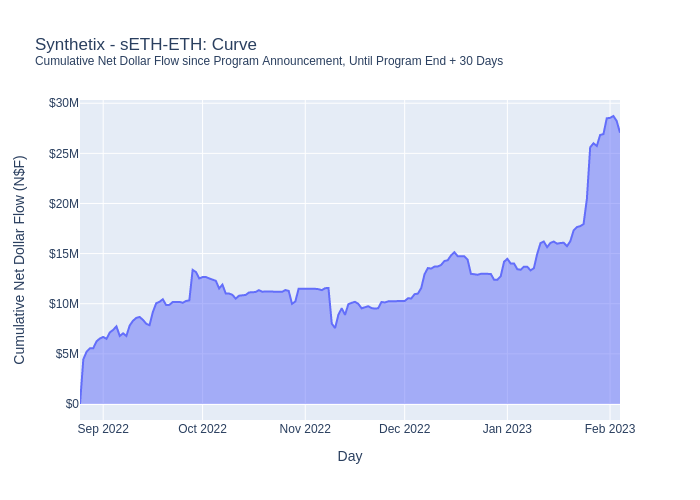 Synthetix - sETH-ETH: Curve
Cumulative Net Dollar Flow since Program Announcement, Until Program End + 30 Days
Cumulative Net Dollar Flow (N$F)
$30M
$25M
$20M
$15M
$10M
$5M
$0
Sep 2022
Oct 2022
Nov 2022
Dec 2022
Jan 2023
Feb 2023
Day